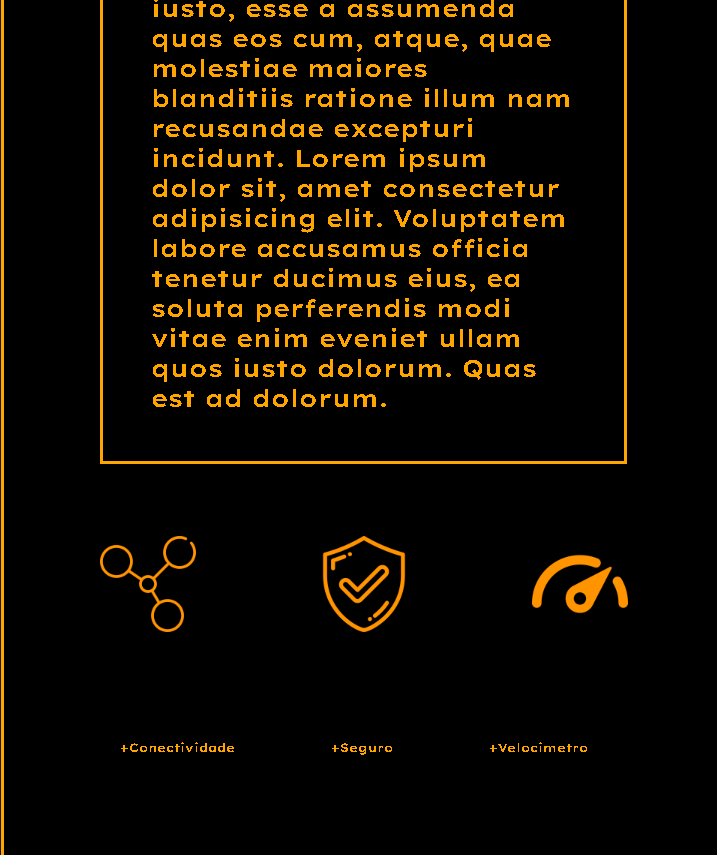 iusto, esse a assumenda
quas eos cum, atque, quae
molestiae maiores
blanditiis ratione illum nam
recusandae excepturi
incidunt. Lorem ipsum
dolor sit, amet consectetur
adipisicing elit. Voluptatem
labore accusamus officia
tenetur ducimus eius, ea
soluta perferendis modi
vitae enim eveniet ullam
quos iusto dolorum. Quas
est ad dolorum.
+Conectividade +Seguro +Velocimetro